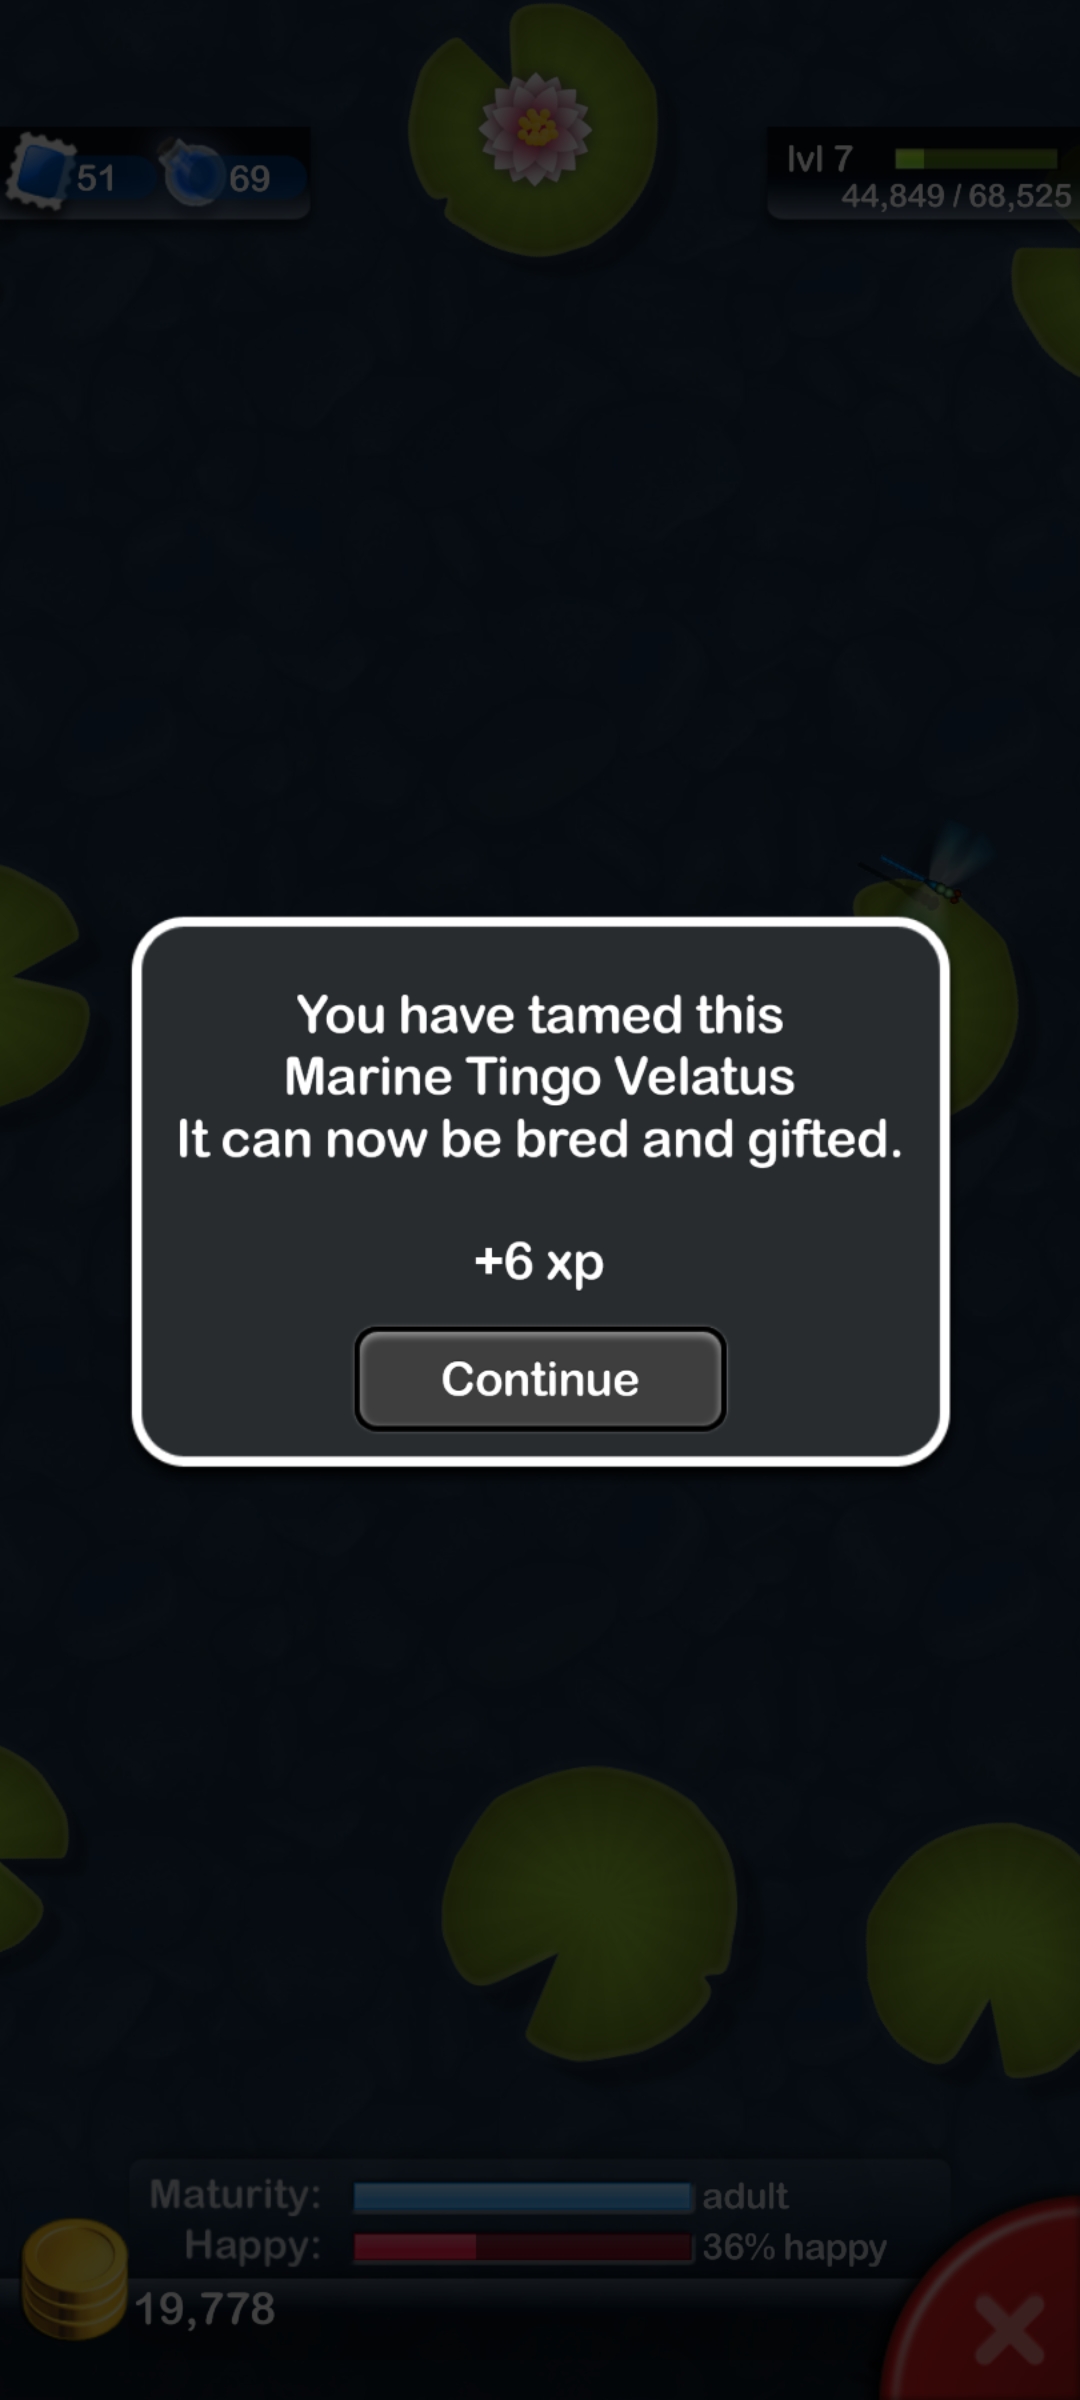 51 69
lvl 7
44,849 / 68,525
You have tamed this
Marine Tingo Velatus
It can now be bred and gifted.
+6 xp
Continue
Maturity: adult
Happy: 36% happy
19,778